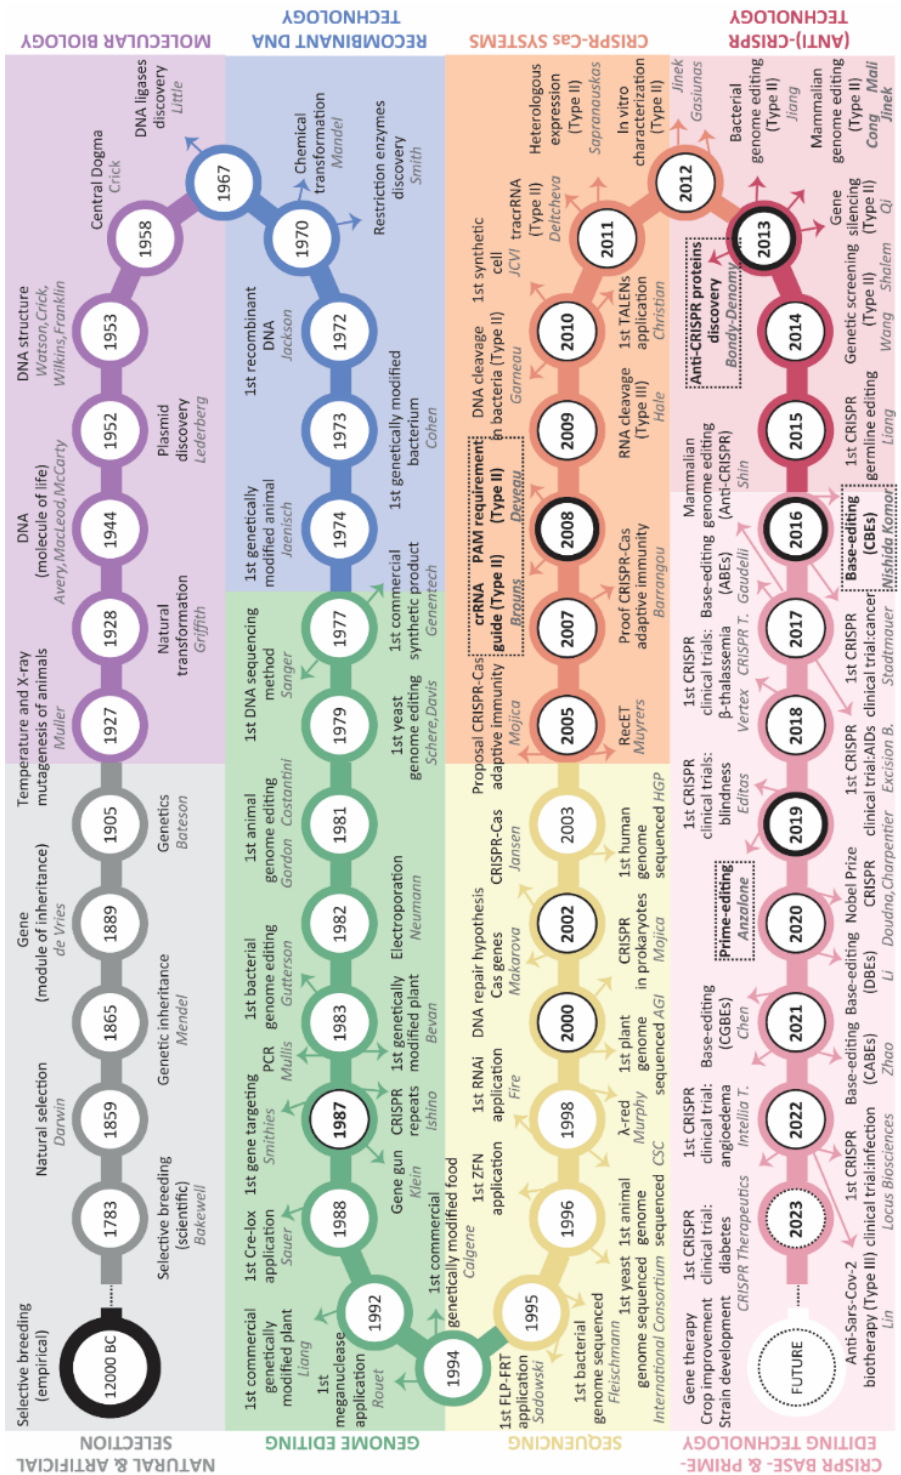 NATURAL & ARTIFICIAL
SELECTION
MOLECULAR BIOLOGY
Selective breeding
(empirical)
12000 BC
Selective breeding
(scientific)
Bakewell
1783
Natural selection
Darwin
1859
Genetic inheritance
Mendel
1865
Gene
(module of inheritance)
de Vries
1889
Genetics
Bateson
1905
Temperature and X-ray
mutagenesis of animals
Muller
1927
Natural
transformation
Griffith
1928
DNA
(molecule of life)
Avery,MacLeod,McCarty
1944
Plasmid
discovery
Lederberg
1952
DNA structure
Watson,Crick,
Wilkins,Franklin
1953
Central Dogma
Crick
1958
DNA ligases
discovery
Little
1967
GENOME EDITING
RECOMBINANT DNA
TECHNOLOGY
Chemical
transformation
Mandel
1970
Restriction enzymes
discovery
Smith
1st recombinant
DNA
Jackson
1972
1st genetically modified
bacterium
Cohen
1973
1st genetically
modified animal
Jaenisch
1974
1st DNA sequencing
method
Sanger
1977
1st commercial
synthetic product
Genentech
1979
1st yeast
genome editing
Schere,Davis
1st animal
genome editing
Gordon Costantini
1981
1982
Electroporation
Neumann
1st bacterial
genome editing
Gutterson
PCR
Mullis
1983
1st genetically
modified plant
Bevan
1st gene targeting
Smithies
1987
CRISPR
repeats
Ishino
Gene gun
Klein
1st Cre-lox
application
Sauer
1988
1st commercial
genetically
modified plant
Liang
1992
1st
meganuclease
application
Rouet
1994
1st commercial
genetically modified food
Calgene
SEQUENCING
CRISPR-Cas SYSTEMS
1st FLP-FRT
application
Sadowski
1995
1st bacterial
genome sequenced
Fleischmann
1st yeast
genome sequenced
International Consortium
1st ZFN
application
1996
1st animal
genome
sequenced CSC
1st RNAi
application
Fire
1998
λ-red
Murphy
1st plant
genome
sequenced AGI
DNA repair hypothesis
Cas genes
Makarova
2000
2002
CRISPR
in prokaryotes
Mojica
CRISPR-Cas
Jansen
2003
1st human
genome
sequenced HGP
Proposal CRISPR-Cas
adaptive immunity
Mojica
2005
RecET
Muyrers
2007
Proof CRISPR-Cas
adaptive immunity
Barrangou
crRNA
guide (Type II)
Brouns
PAM requirement
(Type II)
Deveau
2008
2009
RNA cleavage
(Type III)
Hale
DNA cleavage
in bacteria (Type II)
Garneau
1st synthetic
cell
JCVI
2010
1st TALENs
application
Christian
tracrRNA
(Type II)
Deltcheva
2011
Heterologous
expression
(Type II)
Sapranauskas
In vitro
characterization
(Type II)
Jinek
Gasiunas
2012
CRISPR BASE- & PRIME-
EDITING TECHNOLOGY
(ANTI)-CRISPR
TECHNOLOGY
Bacterial
genome editing
(Type II)
Jiang
Mammalian
genome editing
(Type II)
Cong Mali
Jinek
2013
Gene
silencing
(Type II)
Qi
Anti-CRISPR proteins
discovery
Bondy-Denomy
2014
Genetic screening
(Type II)
Wang Shalem
2015
1st CRISPR
germline editing
Liang
Mammalian
genome editing
(Anti-CRISPR)
Shin
2016
Base-editing
(CBEs)
Nishida Komor
1st CRISPR
clinical trial:cancer
Stadtmauer
Base-editing
(ABEs)
Gaudelli
2017
1st CRISPR
clinical trial:AIDs
Excision B.
1st CRISPR
clinical trials:
β-thalassemia
Vertex CRISPR T.
2018
1st CRISPR
clinical trials:
blindness
Editas
2019
Prime-editing
Anzalone
2020
Nobel Prize
CRISPR
Doudna,Charpentier
Base-editing
(DBEs)
Li
Base-editing
(CGBEs)
Chen
2021
Base-editing
(CABEs)
Zhao
1st CRISPR
clinical trial:
angioedema
Intellia T.
2022
1st CRISPR
clinical trial:infection
Locus Biosciences
Anti-Sars-Cov-2
biotherapy (Type III)
Lin
1st CRISPR
clinical trial:
diabetes
CRISPR Therapeutics
2023
Gene therapy
Crop improvement
Strain development
FUTURE